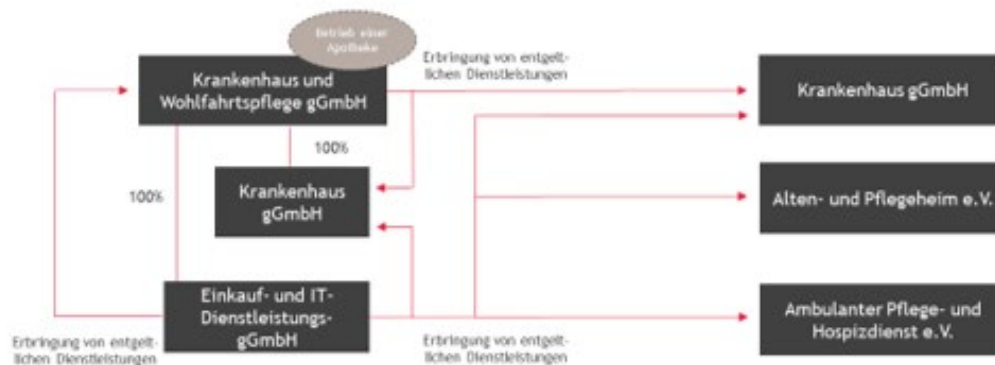 Betrieb einer
Apotheke
Erbringung von entgelt-
lichen Dienstleistungen
Krankenhaus und
Wohlfahrtspflege gGmbH
Krankenhaus gGmbH
100%
Krankenhaus
gGmbH
100%
Alten- und Pflegeheim e.V.
Einkauf- und IT-
Dienstleistungs-
gGmbH
Ambulanter Pflege- und
Hospizdienst e.V.
Erbringung von entgelt-
lichen Dienstleistungen
Erbringung von entgelt-
lichen Dienstleistungen